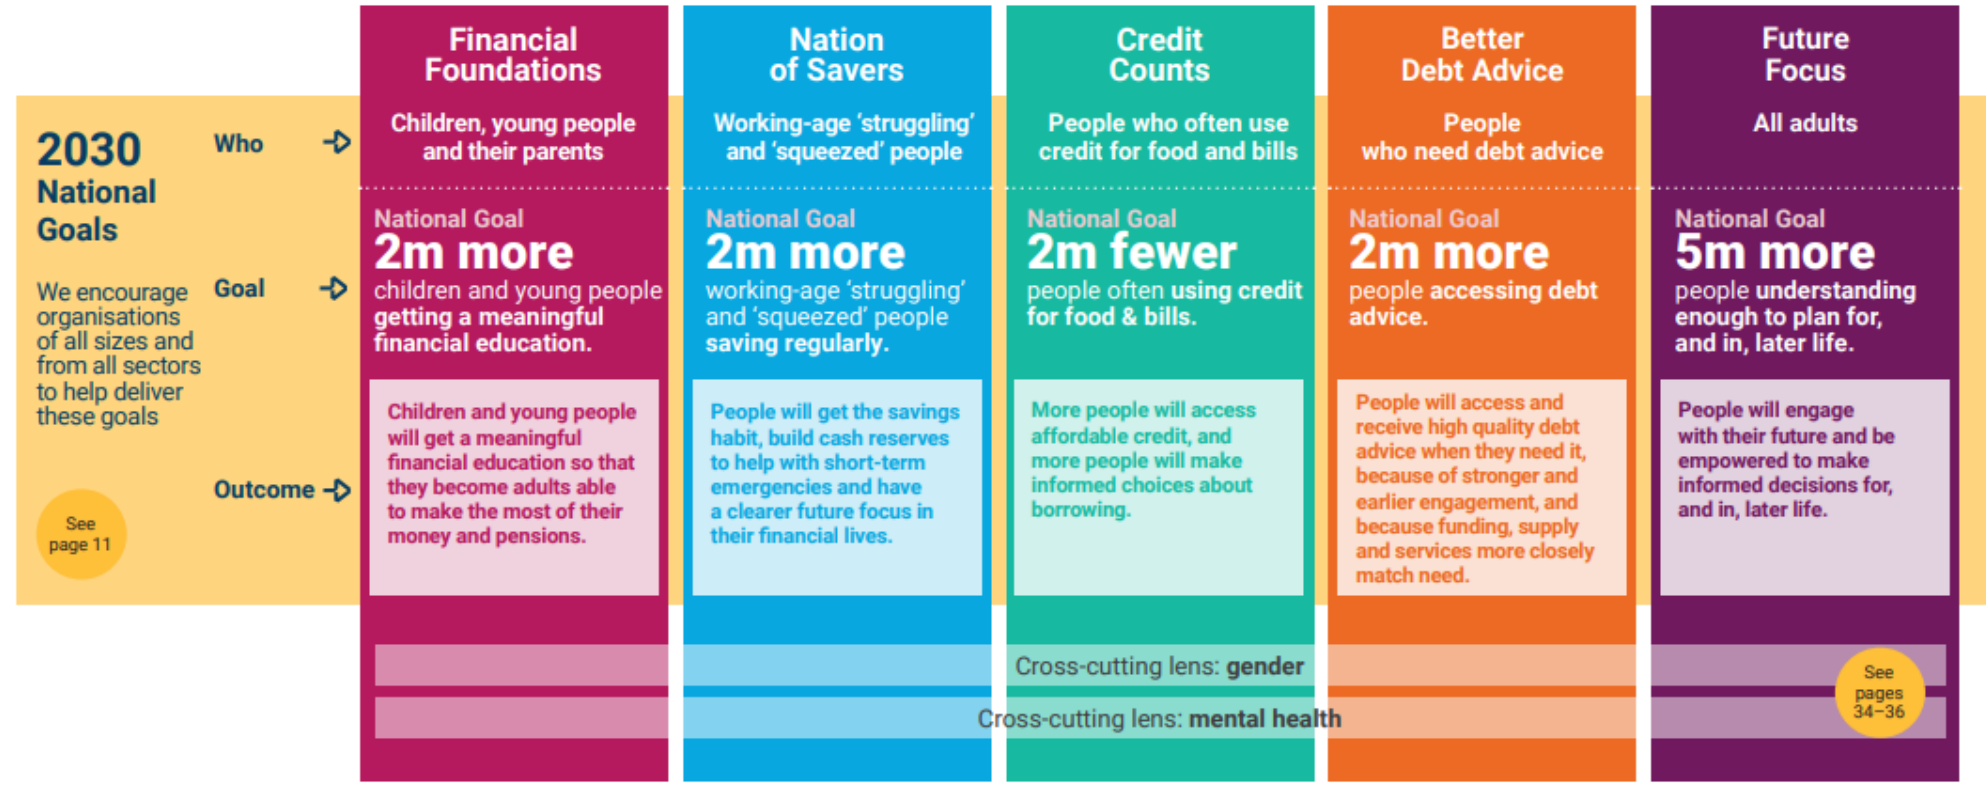 2030
National
Goals
We encourage
organisations
of all sizes and
from all sectors
to help deliver
these goals
See
page 11
Who
Goal
Outcome
Financial
Foundations
Children, young people
and their parents
National Goal
2m more
children and young people
getting a meaningful
financial education.
Children and young people
will get a meaningful
financial education so that
they become adults able
to make the most of their
money and pensions.
Nation
of Savers
Working-age ‘struggling’
and ‘squeezed’ people
National Goal
2m more
working-age ‘struggling’
and ‘squeezed’ people
saving regularly.
People will get the savings
habit, build cash reserves
to help with short-term
emergencies and have
a clearer future focus in
their financial lives.
Credit
Counts
People who often use
credit for food and bills
National Goal
2m fewer
people often using credit
for food & bills.
More people will access
affordable credit, and
more people will make
informed choices about
borrowing.
Better
Debt Advice
People
who need debt advice
National Goal
2m more
people accessing debt
advice.
People will access and
receive high quality debt
advice when they need it,
because of stronger and
earlier engagement, and
because funding, supply
and services more closely
match need.
Future
Focus
All adults
National Goal
5m more
people understanding
enough to plan for,
and in, later life.
People will engage
with their future and be
empowered to make
informed decisions for,
and in, later life.
Cross-cutting lens: gender
Cross-cutting lens: mental health
See
pages
34–36